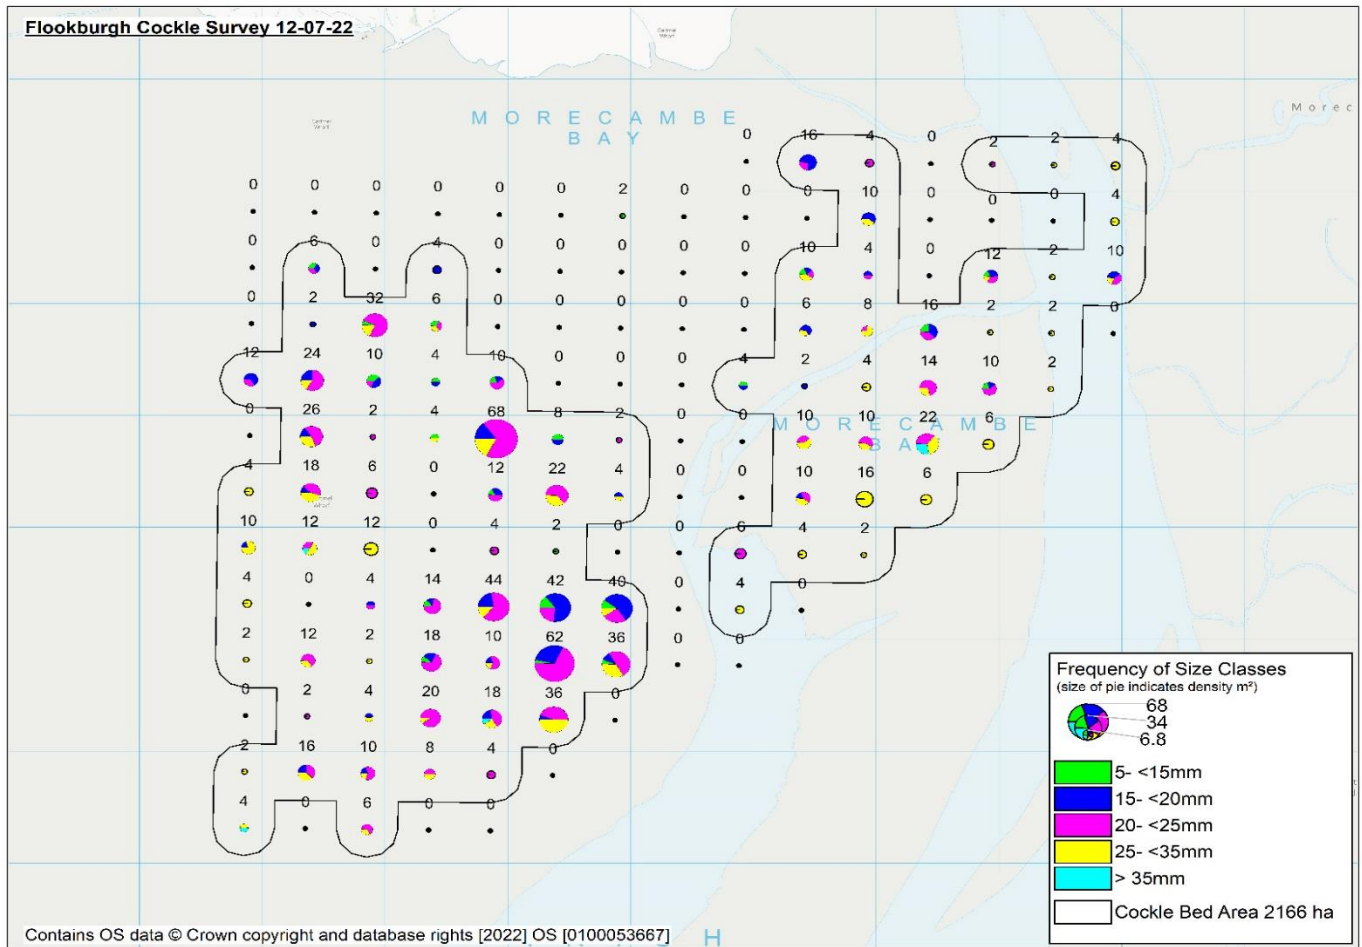 Flookburgh Cockle Survey 12-07-22
Morec
MORECAMBE
BAY
0 16 4 0 2 2 4
0 0 0 0 0 0 2 0 0 0 10 0 0 0 4
0 6 0 4 0 0 0 0 0 10 4 0 12 10
0 2 32 6 0 0 0 0 0 6 8 16 2 2 0
12 24 10 4 10 0 0 0 4 2 4 14 10 2
0 26 2 4 68 8 2 0 0 10 10 22 6
MORECAMBE
BAY
4 18 6 0 12 22 4 0 0 10 16 6
10 12 12 0 4 2 0 0 6 4 2
4 0 4 14 44 42 40 0 4 0
2 12 2 18 10 62 36 0 0
0 2 4 20 18 36 0
2 16 10 8 4 0
4 0 6 0 0
Frequency of Size Classes
(size of pie indicates density m²)
68
34
6.8
5- <15mm
15- <20mm
20- <25mm
25- <35mm
> 35mm
Cockle Bed Area 2166 ha
Contains OS data © Crown copyright and database rights [2022] OS [0100053667]
H